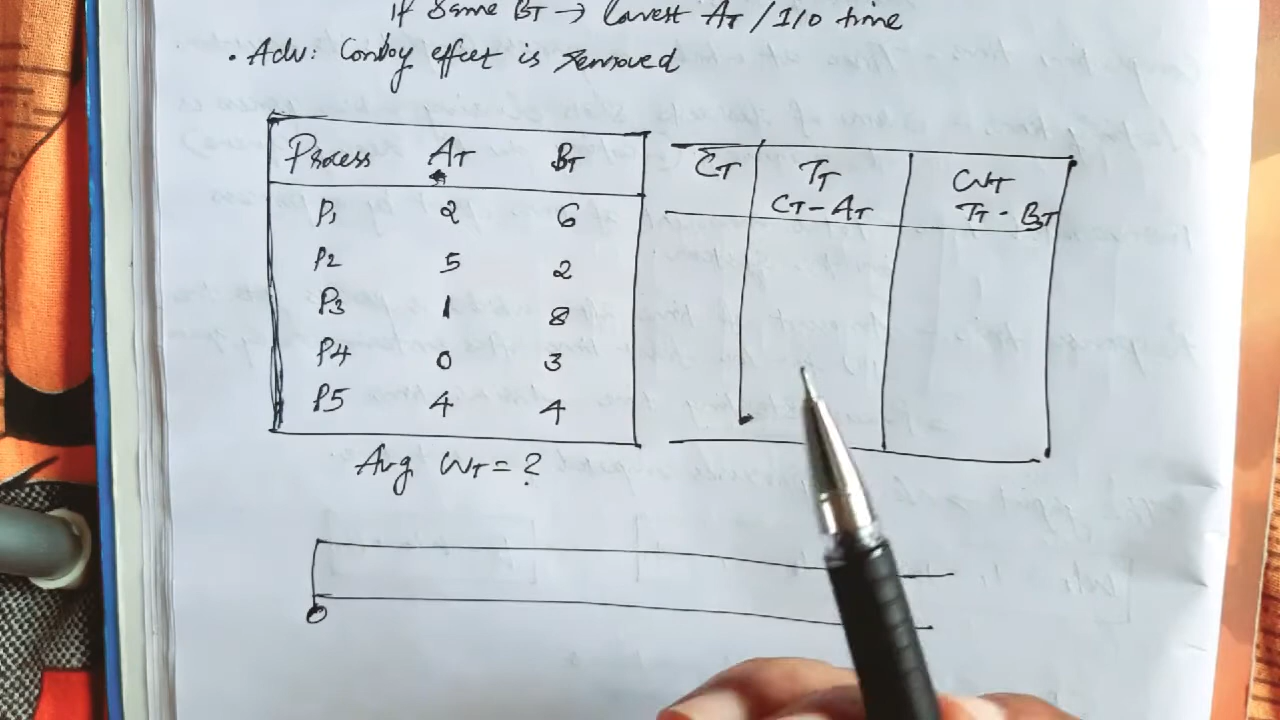 If Same BT → lowest AT / I/O time
• Adv: Convoy effect is removed
Process AT BT CT TT WT
CT - AT TT - BT
P1 2 6
P2 5 2
P3 1 8
P4 0 3
P5 4 4
Avg WT = ?
0